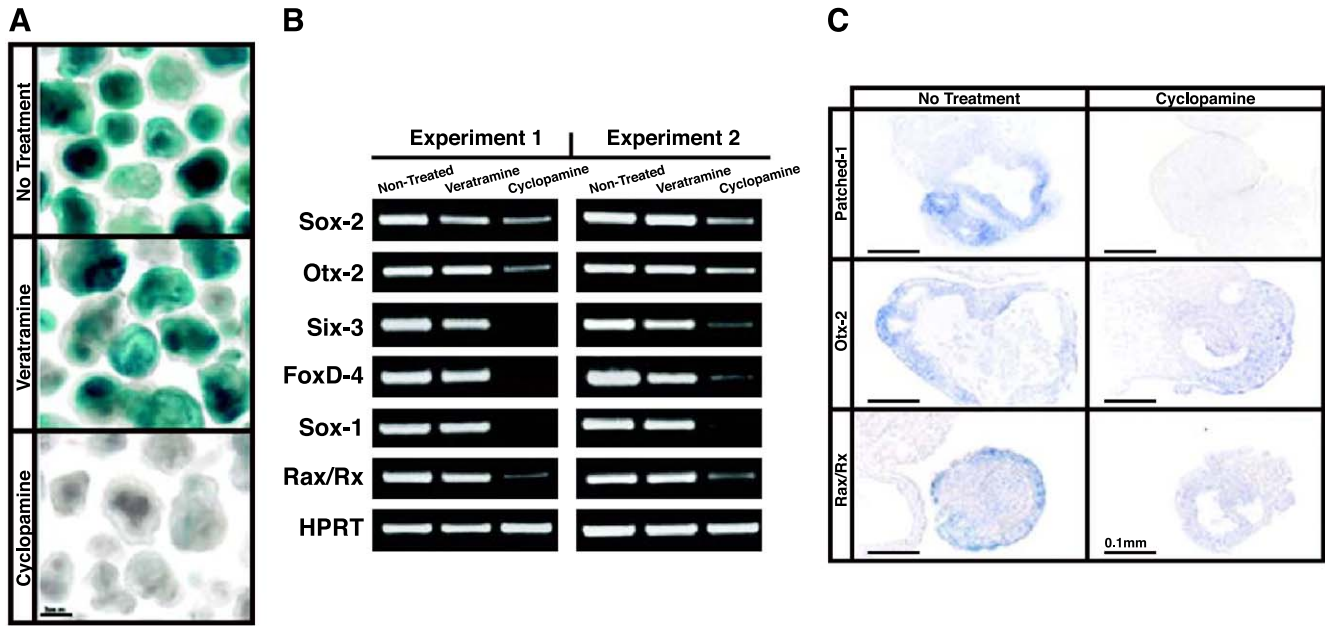 A
No Treatment
Veratramine
Cyclopamine
B
Experiment 1
Experiment 2
Non-Treated
Veratramine
Cyclopamine
Non-Treated
Veratramine
Cyclopamine
Sox-2
Otx-2
Six-3
FoxD-4
Sox-1
Rax/Rx
HPRT
C
No Treatment
Cyclopamine
Patched-1
Otx-2
Rax/Rx
0.1mm